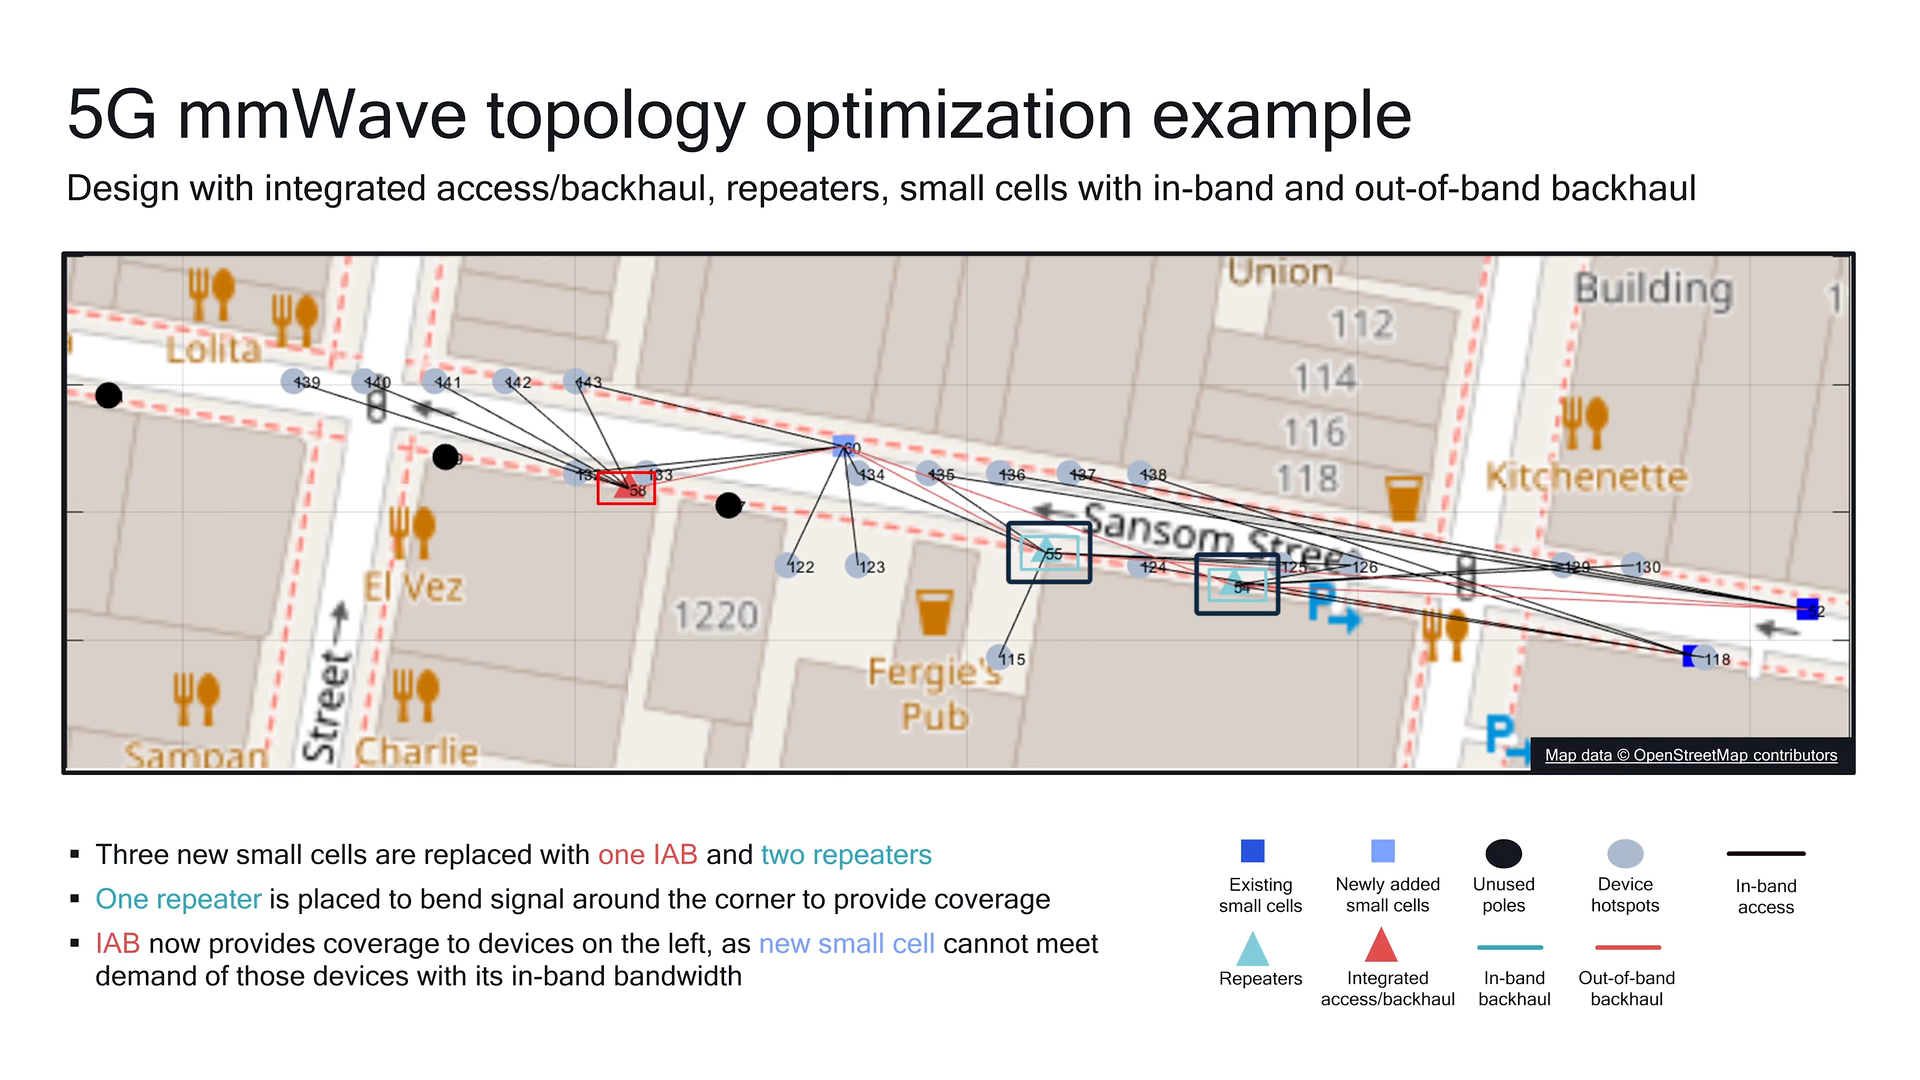 5G mmWave topology optimization example
Design with integrated access/backhaul, repeaters, small cells with in-band and out-of-band backhaul
Union
Building
1
112
Lolita
114
139
140
141
142
143
116
Kitchenette
60
133
134
135
136
137
138
118
58
Sansom
55
El Vez
122
123
124
125
126
129
130
54
52
1220
P
115
118
Fergie's
Pub
Street
Sampan
Charlie
P
Map data © OpenStreetMap contributors
▪ Three new small cells are replaced with one IAB and two repeaters
▪ One repeater is placed to bend signal around the corner to provide coverage
▪ IAB now provides coverage to devices on the left, as new small cell cannot meet
demand of those devices with its in-band bandwidth
Existing
small cells
Newly added
small cells
Unused
poles
Device
hotspots
In-band
access
Repeaters
Integrated
access/backhaul
In-band
backhaul
Out-of-band
backhaul